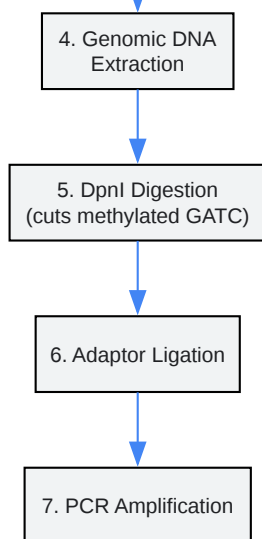 4. Genomic DNA
Extraction
5. DpnI Digestion
(cuts methylated GATC)
6. Adaptor Ligation
7. PCR Amplification